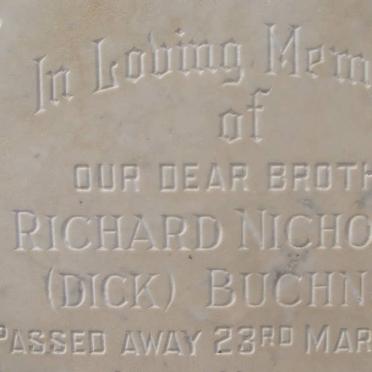 In Loving Mem
of
OUR DEAR BROTH
RICHARD NICHO
(DICK) BUCHN
PASSED AWAY 23RD MAR